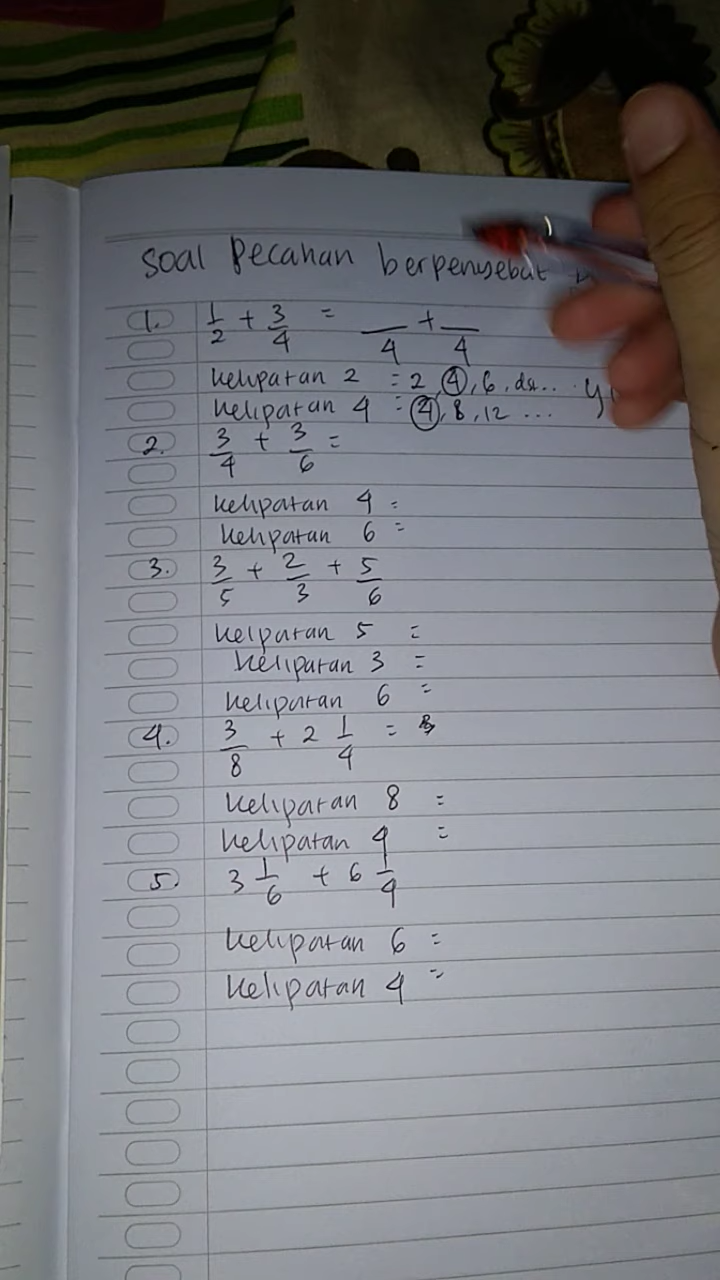 Soal Pecahan berpenyebut
1. 1/2 + 3/4 = __/4 + __/4
Kelipatan 2 = 2, 4, 6, dst...
Kelipatan 4 = 4, 8, 12 ...
2. 3/4 + 3/6 =
Kelipatan 4 =
Kelipatan 6 =
3. 3/5 + 2/3 + 5/6
Kelpatan 5 =
Kelipatan 3 =
Kelipatan 6 =
4. 3/8 + 2 1/4 =
Kelipatan 8 =
Kelipatan 4 =
5. 3 1/6 + 6 1/4
Kelipatan 6 =
Kelipatan 4 =